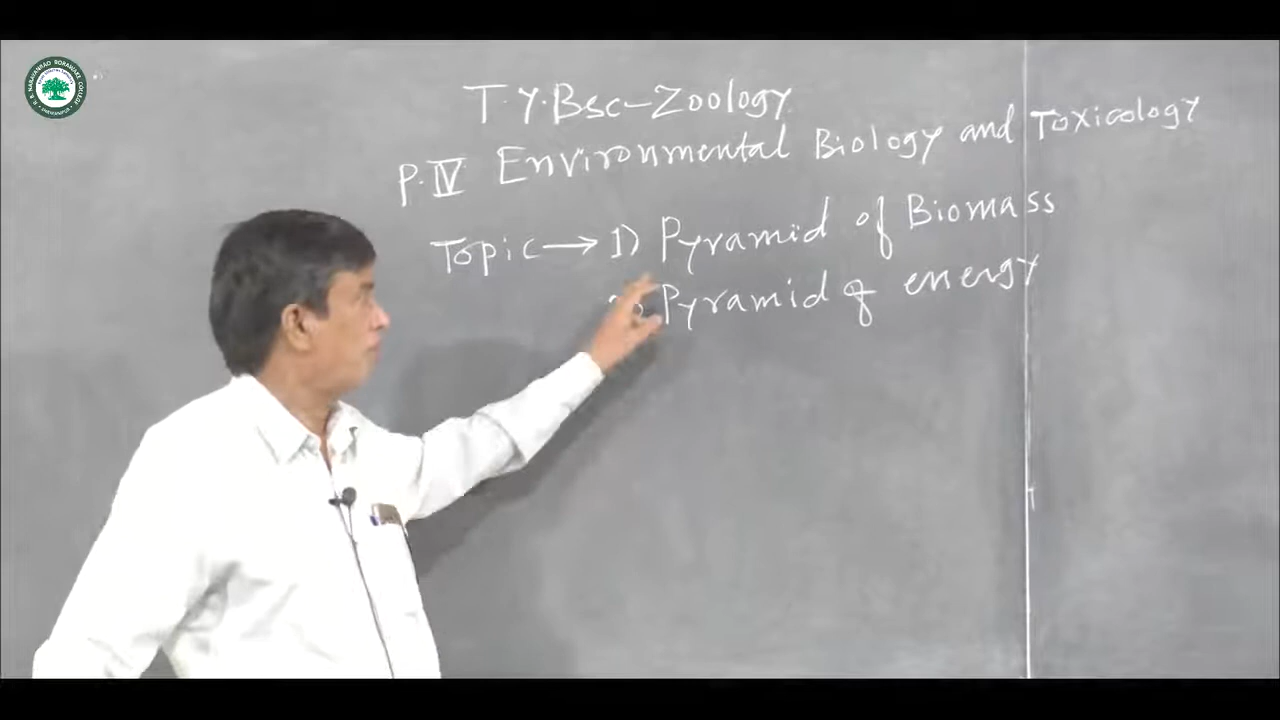 T.Y.Bsc-Zoology
P.IV Environmental Biology and Toxicology
Topic → 1) Pyramid of Biomass
Pyramid of energy